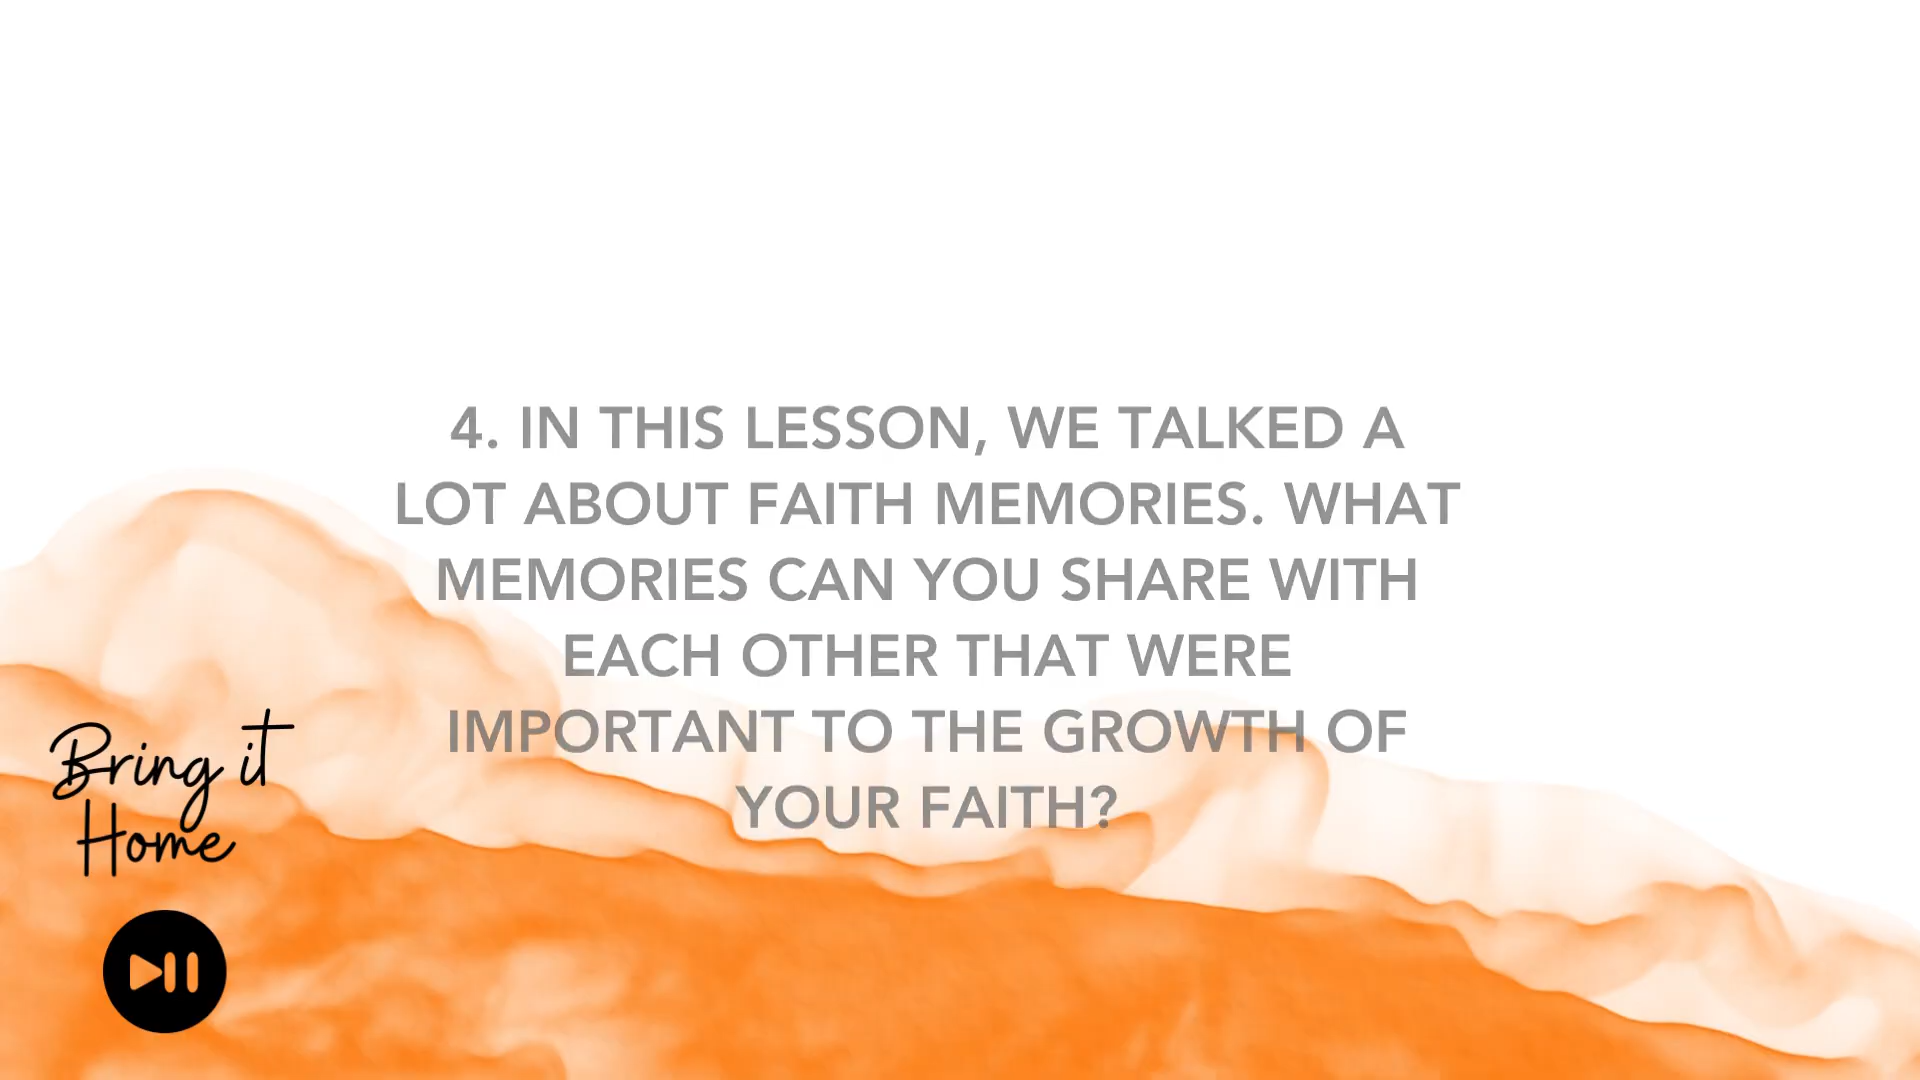 4. IN THIS LESSON, WE TALKED A
LOT ABOUT FAITH MEMORIES. WHAT
MEMORIES CAN YOU SHARE WITH
EACH OTHER THAT WERE
IMPORTANT TO THE GROWTH OF
YOUR FAITH?
Bring it
Home